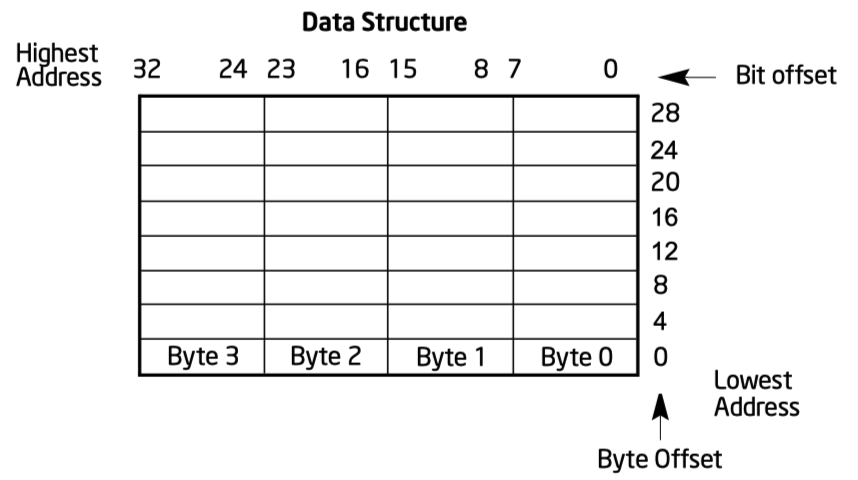 Data Structure
Highest
Address
32 24 23 16 15 8 7 0
Bit offset
28
24
20
16
12
8
4
Byte 3 Byte 2 Byte 1 Byte 0 0
Lowest
Address
Byte Offset